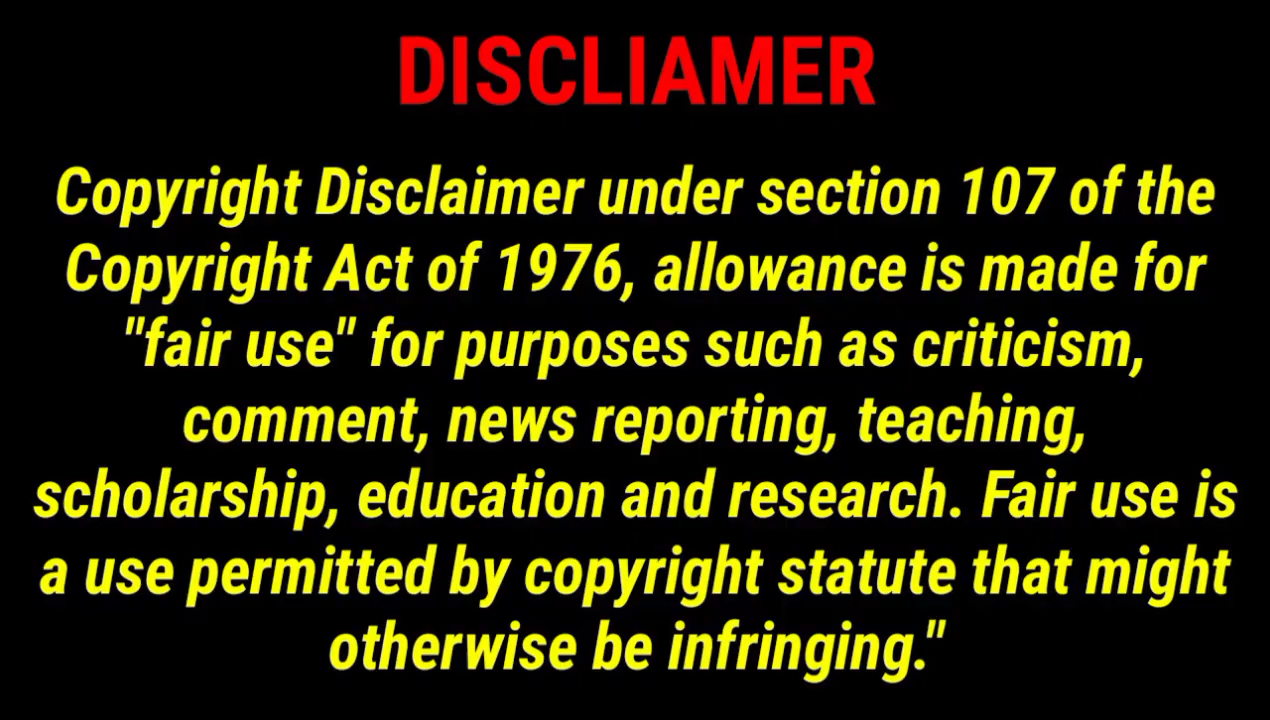 DISCLIAMER
Copyright Disclaimer under section 107 of the
Copyright Act of 1976, allowance is made for
"fair use" for purposes such as criticism,
comment, news reporting, teaching,
scholarship, education and research. Fair use is
a use permitted by copyright statute that might
otherwise be infringing."